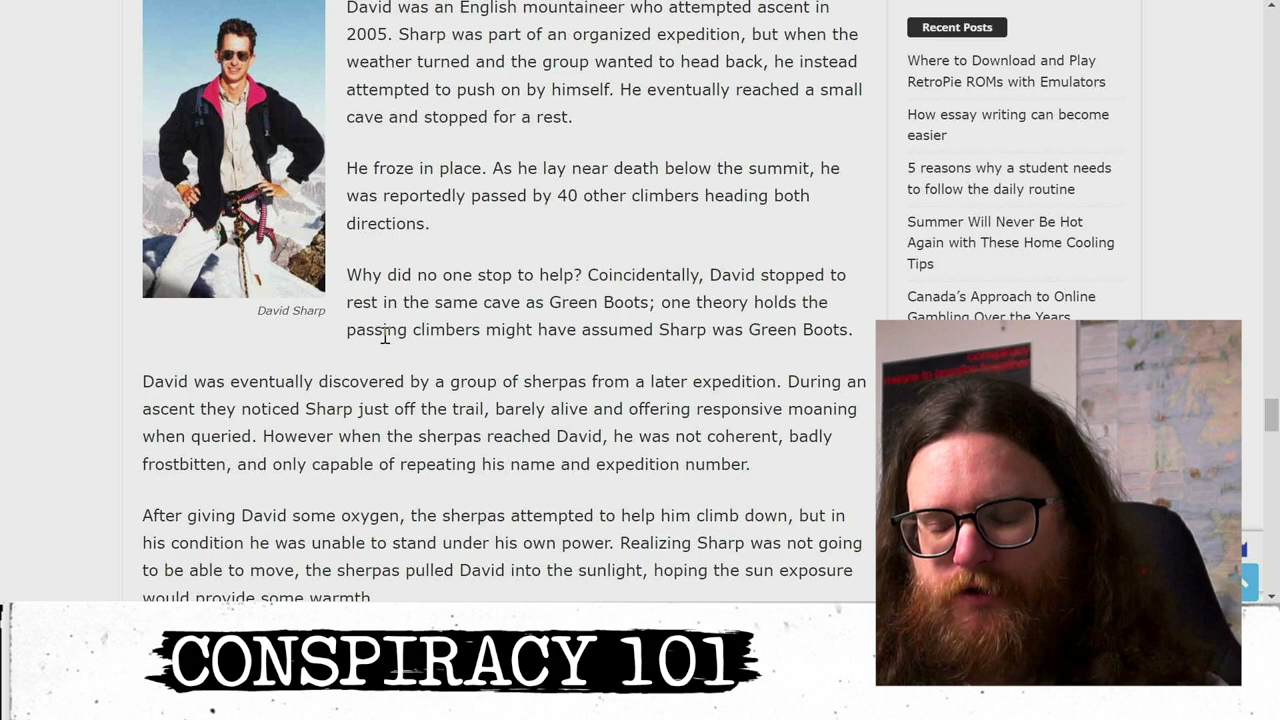 David was an English mountaineer who attempted ascent in
2005. Sharp was part of an organized expedition, but when the
weather turned and the group wanted to head back, he instead
attempted to push on by himself. He eventually reached a small
cave and stopped for a rest.
He froze in place. As he lay near death below the summit, he
was reportedly passed by 40 other climbers heading both
directions.
Why did no one stop to help? Coincidentally, David stopped to
rest in the same cave as Green Boots; one theory holds the
passing climbers might have assumed Sharp was Green Boots.
David Sharp
David was eventually discovered by a group of sherpas from a later expedition. During an
ascent they noticed Sharp just off the trail, barely alive and offering responsive moaning
when queried. However when the sherpas reached David, he was not coherent, badly
frostbitten, and only capable of repeating his name and expedition number.
After giving David some oxygen, the sherpas attempted to help him climb down, but in
his condition he was unable to stand under his own power. Realizing Sharp was not going
to be able to move, the sherpas pulled David into the sunlight, hoping the sun exposure
would provide some warmth.
Recent Posts
Where to Download and Play
RetroPie ROMs with Emulators
How essay writing can become
easier
5 reasons why a student needs
to follow the daily routine
Summer Will Never Be Hot
Again with These Home Cooling
Tips
Canada's Approach to Online
Gambling Over the Years
conspiracy
CONSPIRACY 101